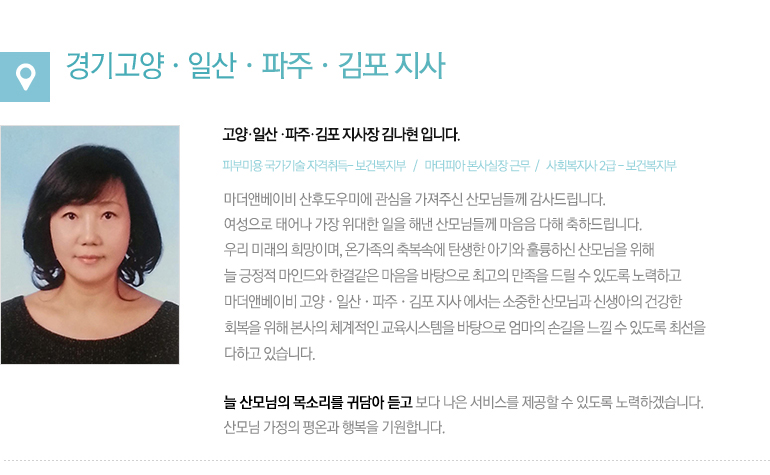 경기고양 · 일산 · 파주 · 김포 지사
고양·일산 ·파주·김포 지사장 김나현 입니다.
피부미용 국가기술 자격취득- 보건복지부 / 마더피아 본사실장 근무 / 사회복지사 2급 - 보건복지부
마더앤베이비 산후도우미에 관심을 가져주신 산모님들께 감사드립니다.
여성으로 태어나 가장 위대한 일을 해낸 산모님들께 마음음 다해 축하드립니다.
우리 미래의 희망이며, 온가족의 축복속에 탄생한 아기와 훌륭하신 산모님을 위해
늘 긍정적 마인드와 한결같은 마음을 바탕으로 최고의 만족을 드릴 수 있도록 노력하고
마더앤베이비 고양 · 일산 · 파주 · 김포 지사 에서는 소중한 산모님과 신생아의 건강한
회복을 위해 본사의 체계적인 교육시스템을 바탕으로 엄마의 손길을 느낄 수 있도록 최선을
다하고 있습니다.
늘 산모님의 목소리를 귀담아 듣고 보다 나은 서비스를 제공할 수 있도록 노력하겠습니다.
산모님 가정의 평온과 행복을 기원합니다.